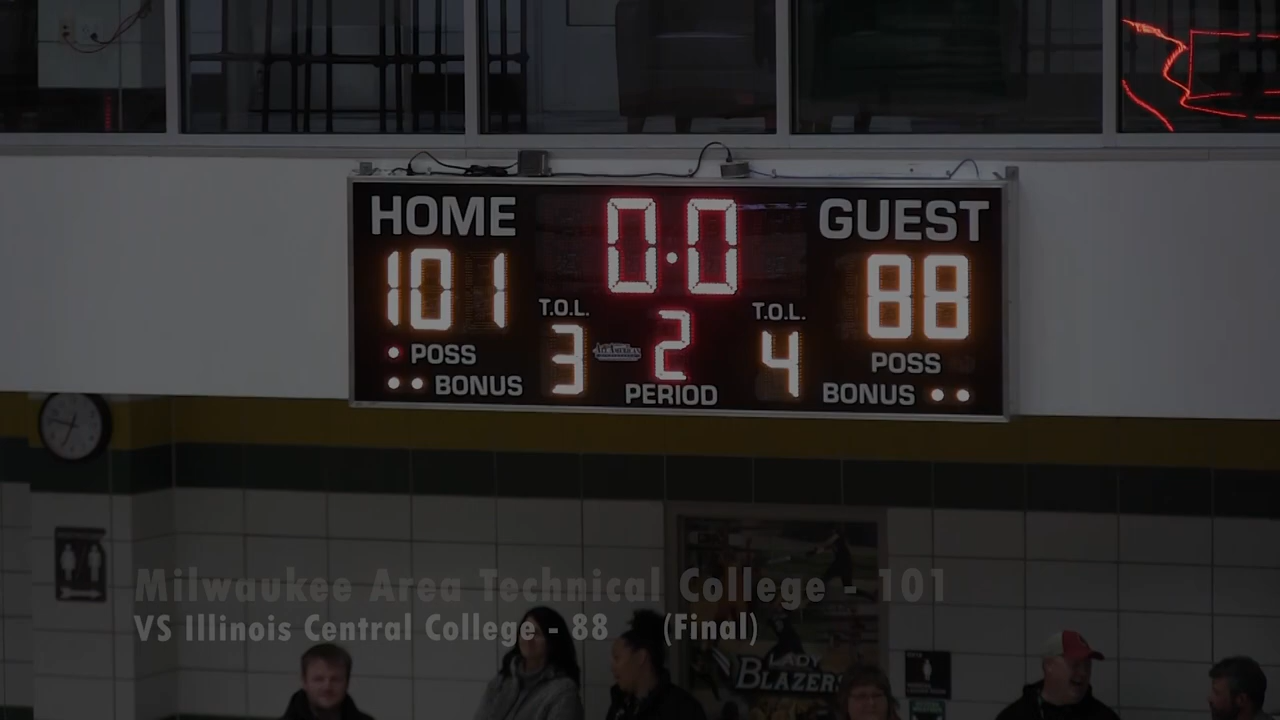 HOME 0.0 GUEST
101 88
T.O.L. T.O.L.
3 2 4
POSS POSS
BONUS PERIOD BONUS
Milwaukee Area Technical College - 101
VS Illinois Central College - 88 (Final)
LADY
BLAZERS